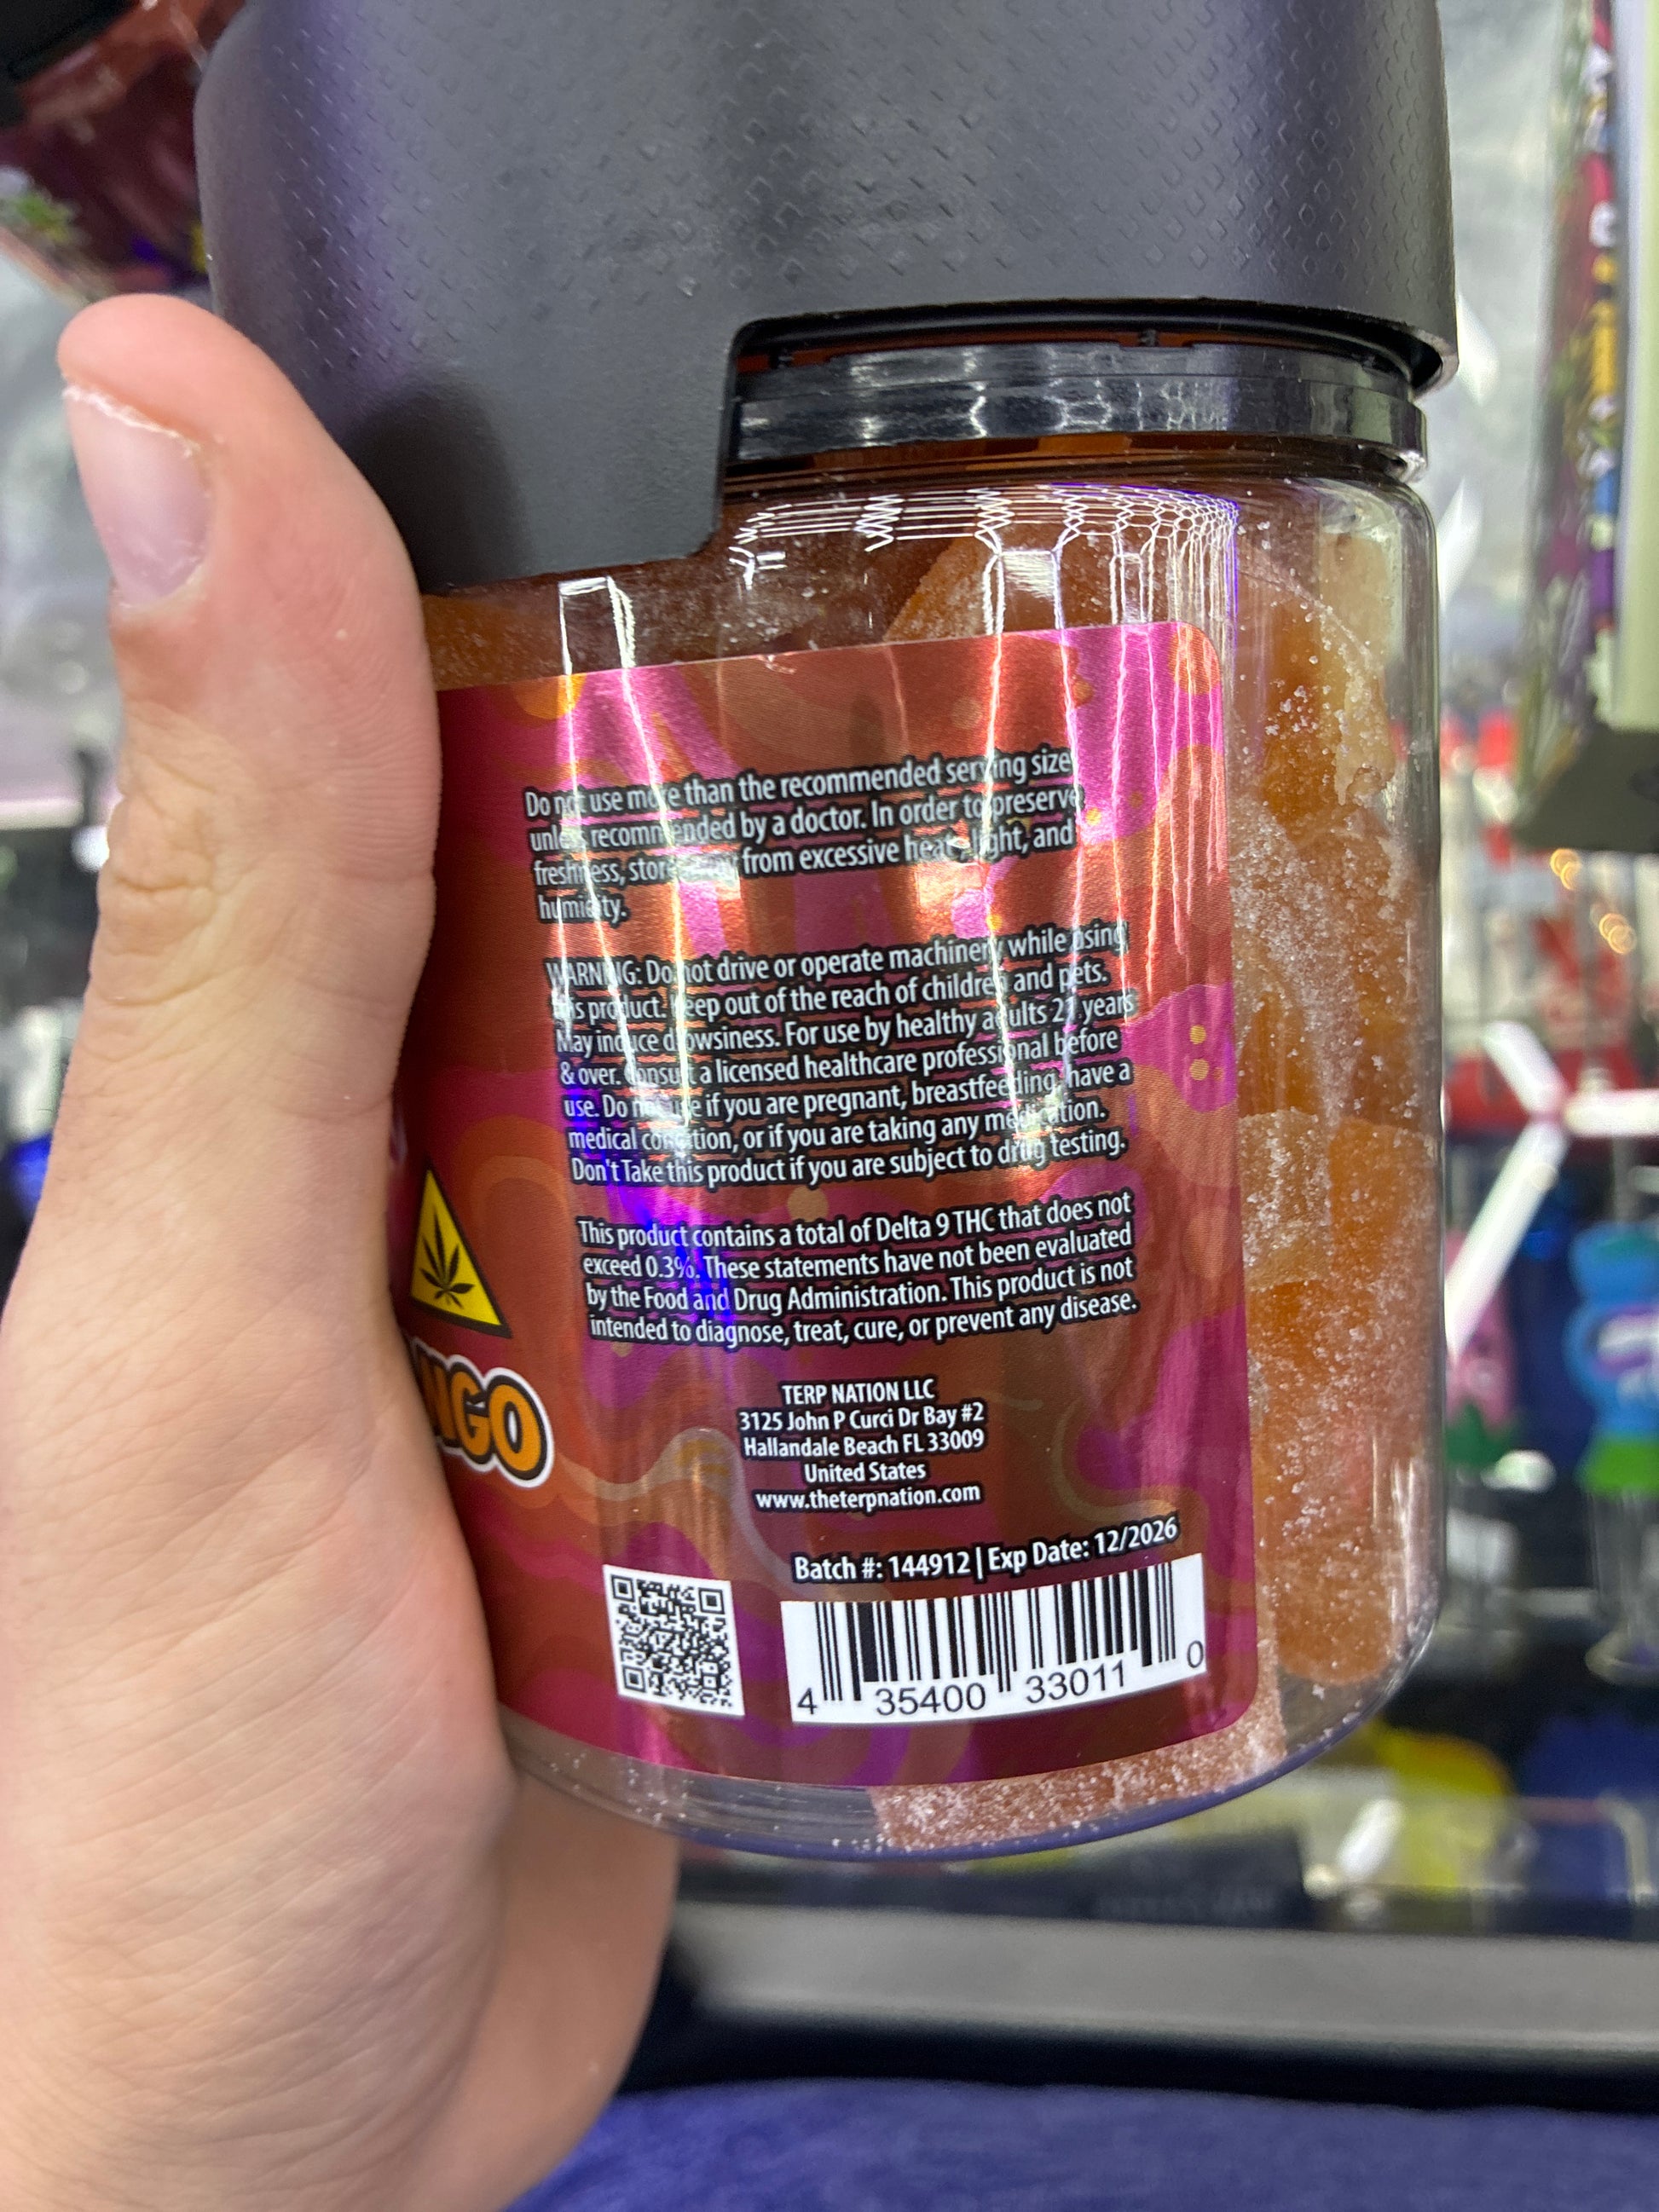 Do not use more than the recommended serving size
unless recommended by a doctor. In order to preserve
freshness, store away from excessive heat, light, and
humidity.
WARNING: Do not drive or operate machinery while using
this product. Keep out of the reach of children and pets.
May induce drowsiness. For use by healthy adults 21 years
& over. Consult a licensed healthcare professional before
use. Do not use if you are pregnant, breastfeeding, have a
medical condition, or if you are taking any medication.
Don't Take this product if you are subject to drug testing.
This product contains a total of Delta 9 THC that does not
exceed 0.3%. These statements have not been evaluated
by the Food and Drug Administration. This product is not
intended to diagnose, treat, cure, or prevent any disease.
NGO
TERP NATION LLC
3125 John P Curci Dr Bay #2
Hallandale Beach FL 33009
United States
www.theterpnation.com
Batch #: 144912 | Exp Date: 12/2026
4 35400 33011 0